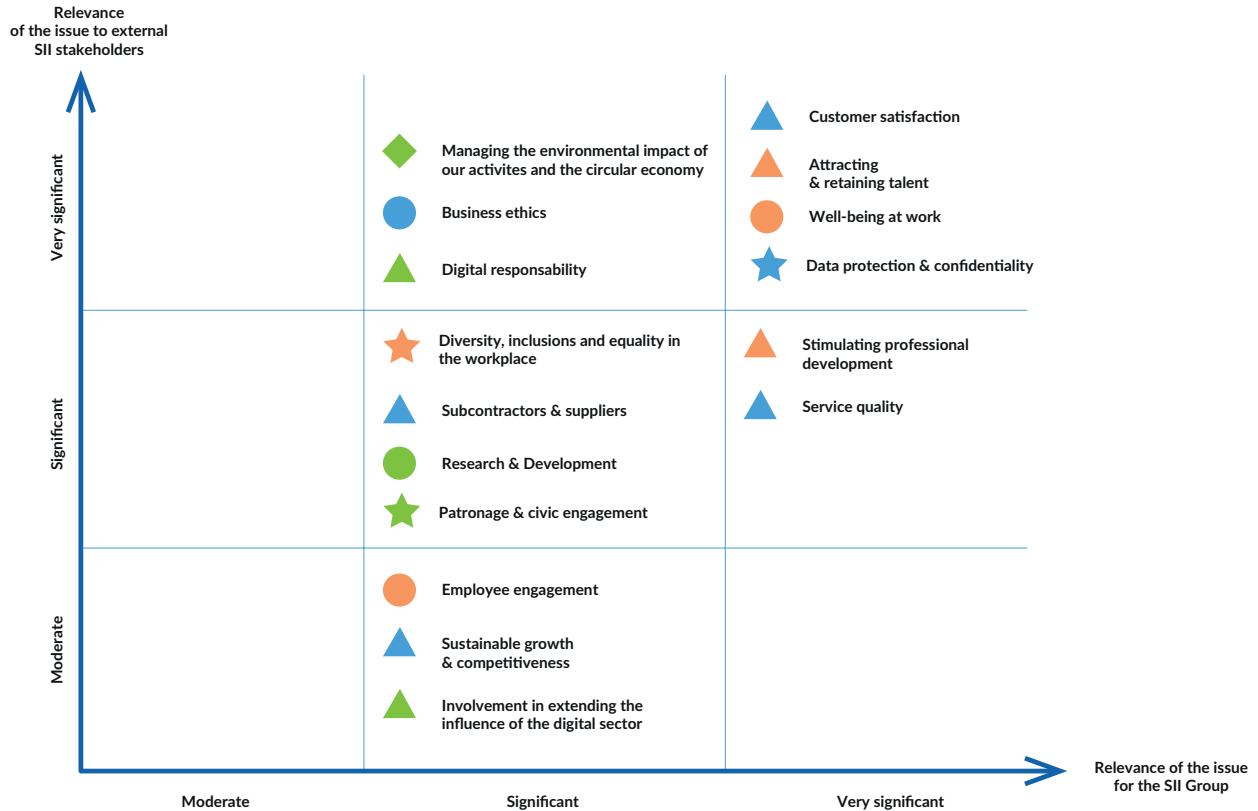 Relevance
of the issue to external
SII stakeholders
Very significant
Managing the environmental impact of
our activites and the circular economy
Business ethics
Digital responsability
Customer satisfaction
Attracting
& retaining talent
Well-being at work
Data protection & confidentiality
Significant
Diversity, inclusions and equality in
the workplace
Subcontractors & suppliers
Research & Development
Patronage & civic engagement
Stimulating professional
development
Service quality
Moderate
Employee engagement
Sustainable growth
& competitiveness
Involvement in extending the
influence of the digital sector
Moderate
Significant
Very significant
Relevance of the issue
for the SII Group